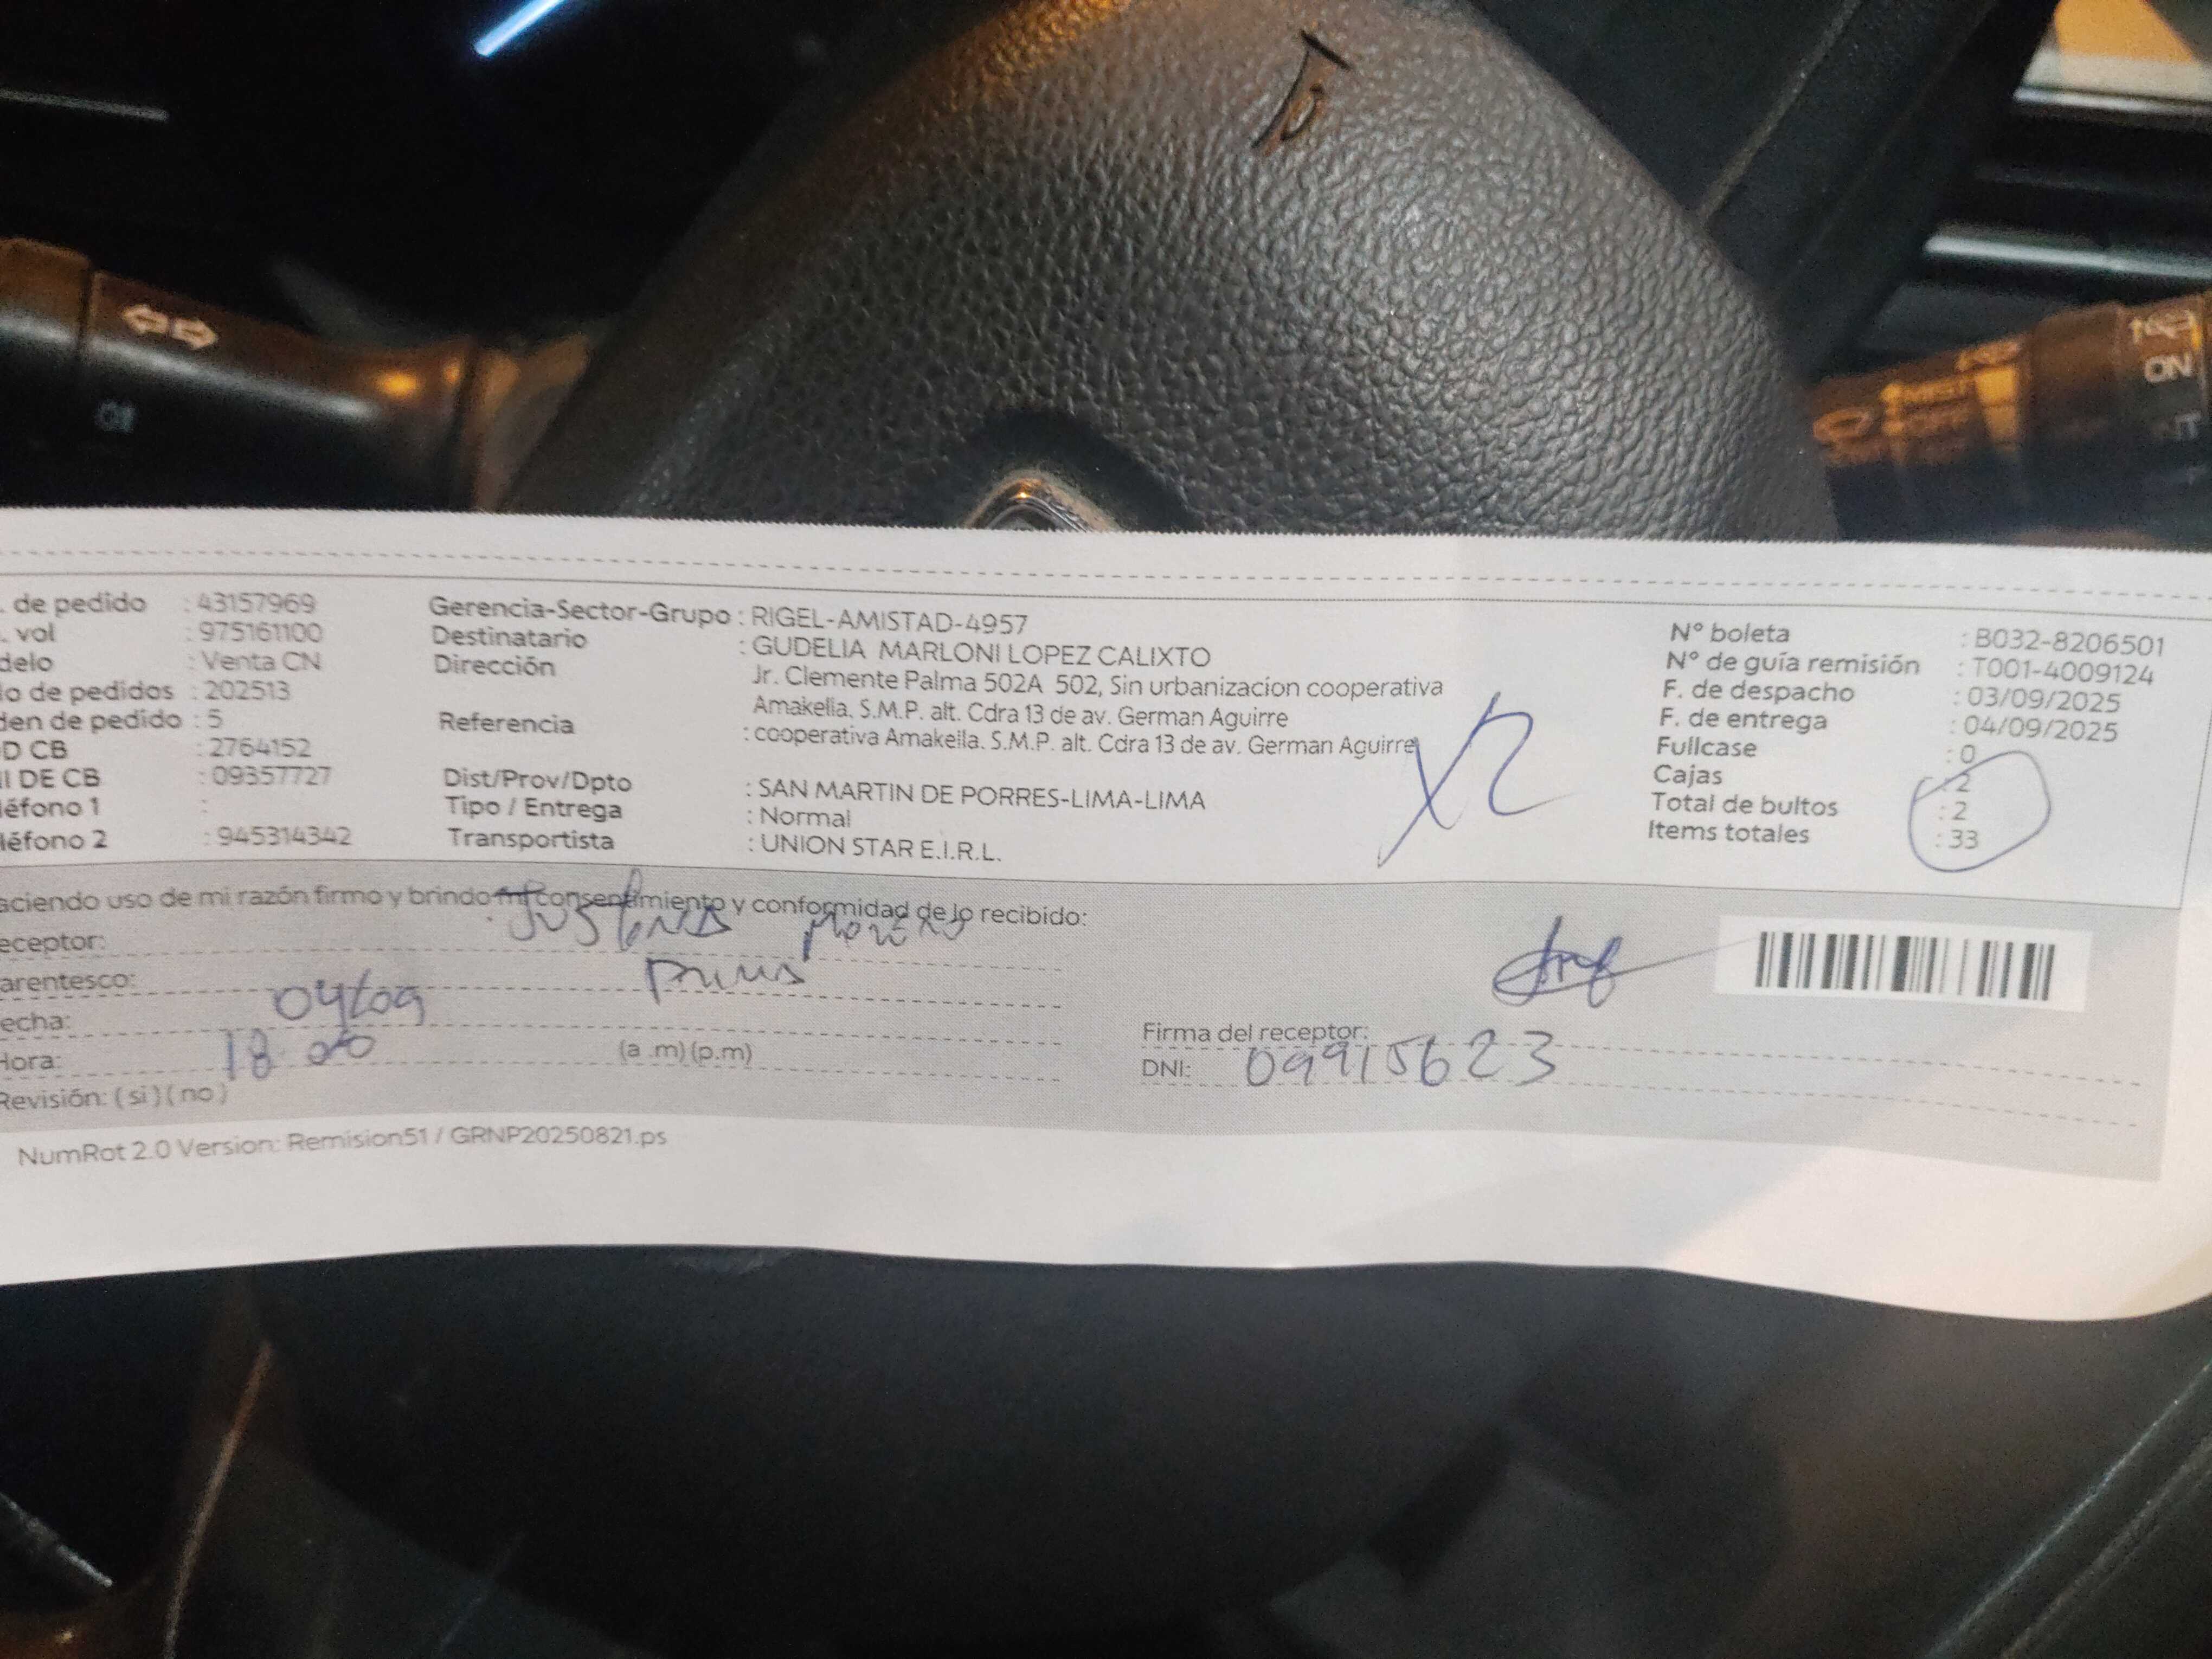 ON
MIST
OFF
INT
. de pedido : 43157969
. vol : 975161100
delo : Venta CN
o de pedidos : 202513
den de pedido : 5
D CB : 2764152
I DE CB : 09357727
léfono 1 :
léfono 2 : 945314342
Gerencia-Sector-Grupo : RIGEL-AMISTAD-4957
Destinatario : GUDELIA MARLONI LOPEZ CALIXTO
Dirección Jr. Clemente Palma 502A 502, Sin urbanizacion cooperativa
Amakella, S.M.P. alt. Cdra 13 de av. German Aguirre
Referencia : cooperativa Amakella. S.M.P. alt. Cdra 13 de av. German Aguirre
Dist/Prov/Dpto : SAN MARTIN DE PORRES-LIMA-LIMA
Tipo / Entrega : Normal
Transportista : UNION STAR E.I.R.L.
X2
N° boleta : B032-8206501
N° de guía remisión : T001-4009124
F. de despacho : 03/09/2025
F. de entrega : 04/09/2025
Fullcase : 0
Cajas : 2
Total de bultos : 2
Items totales : 33
aciendo uso de mi razón firmo y brindo mi consentimiento y conformidad de lo recibido:
eceptor: Moreno
arentesco:
echa: 04/09
Hora: 18:00 (a .m) (p.m)
Revisión: ( si ) ( no )
Firma del receptor:
DNI: 09915623
NumRot 2.0 Version: Remision51 / GRNP20250821.ps